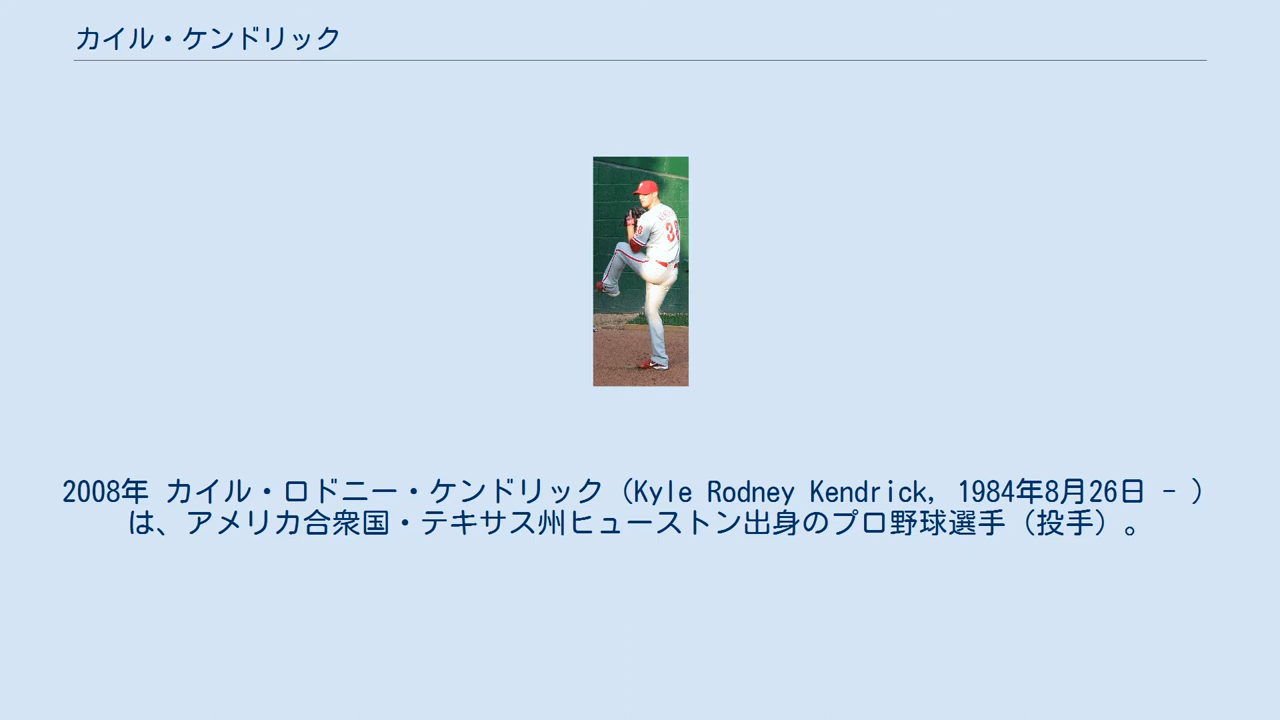 カイル・ケンドリック
2008年 カイル・ロドニー・ケンドリック（Kyle Rodney Kendrick, 1984年8月26日 - ）
は、アメリカ合衆国・テキサス州ヒューストン出身のプロ野球選手（投手）。